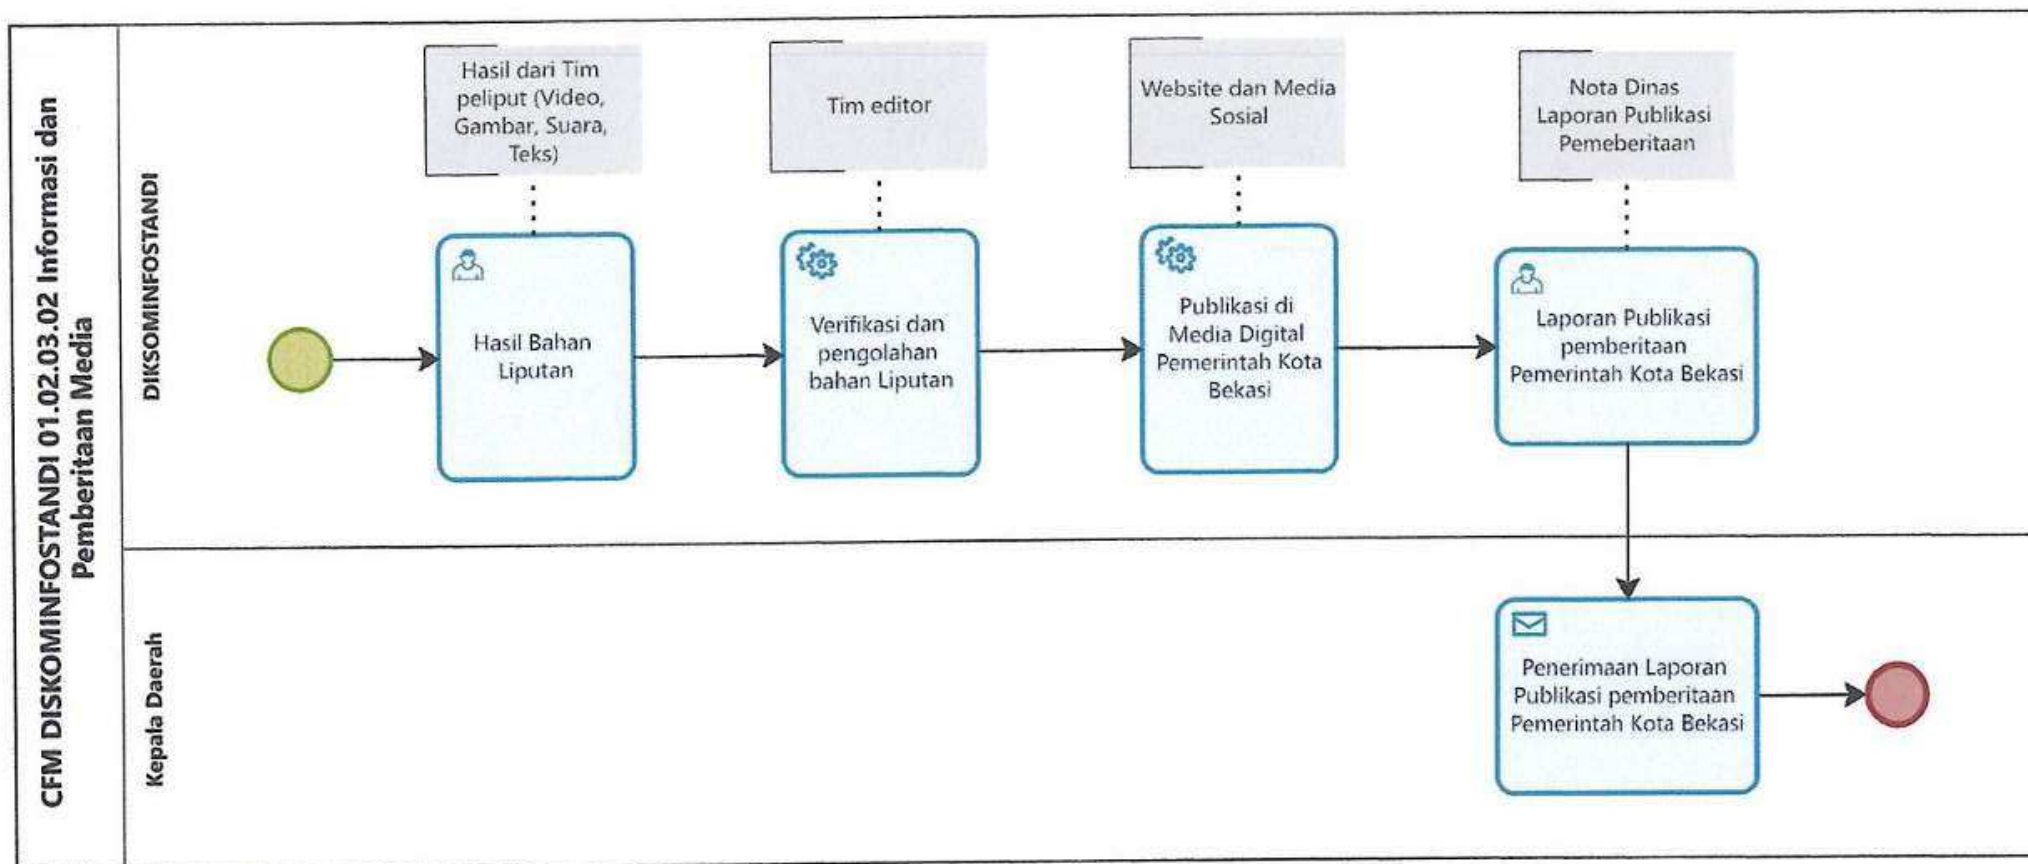 CFM DISKOMINFOSTANDI 01.02.03.02 Informasi dan
Pemberitaan Media
DIKSOMINFOSTANDI
Hasil dari Tim
peliput (Video,
Gambar, Suara,
Teks)
Tim editor
Website dan Media
Sosial
Nota Dinas
Laporan Publikasi
Pemeberitaan
Hasil Bahan
Liputan
Verifikasi dan
pengolahan
bahan Liputan
Publikasi di
Media Digital
Pemerintah Kota
Bekasi
Laporan Publikasi
pemberitaan
Pemerintah Kota Bekasi
Kepala Daerah
Penerimaan Laporan
Publikasi pemberitaan
Pemerintah Kota Bekasi